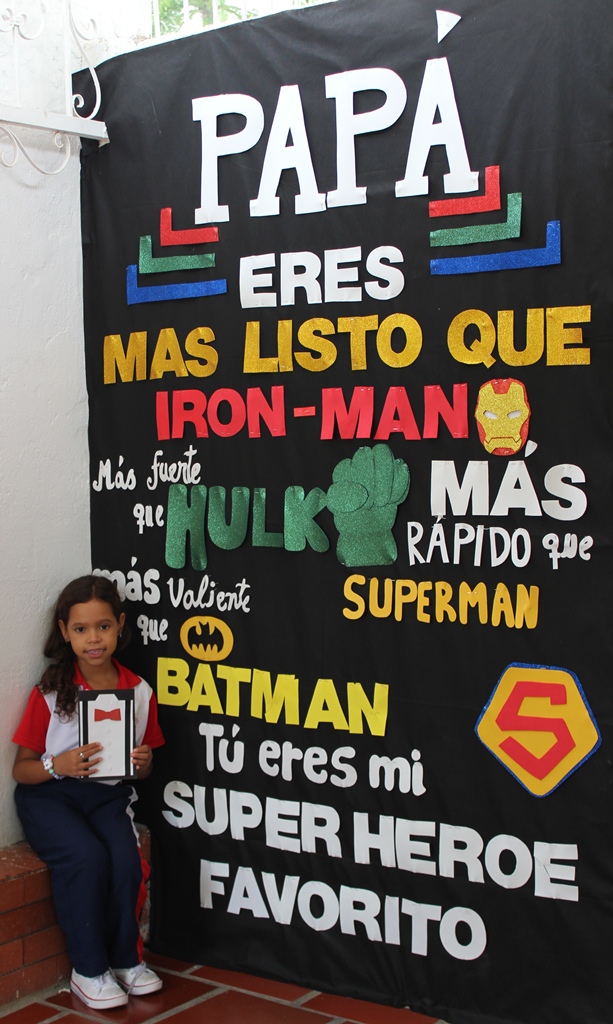 PAPÁ
ERES
MAS LISTO QUE
IRON-MAN
Más fuerte
que
HULK
MÁS
RÁPIDO que
SUPERMAN
más valiente
que
BATMAN
Tú eres mi
SUPER HEROE
FAVORITO
S